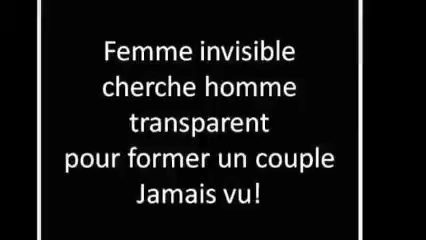 Femme invisible
cherche homme
transparent
pour former un couple
Jamais vu!